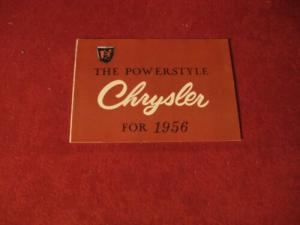 THE POWERSTYLE
Chrysler
FOR 1956